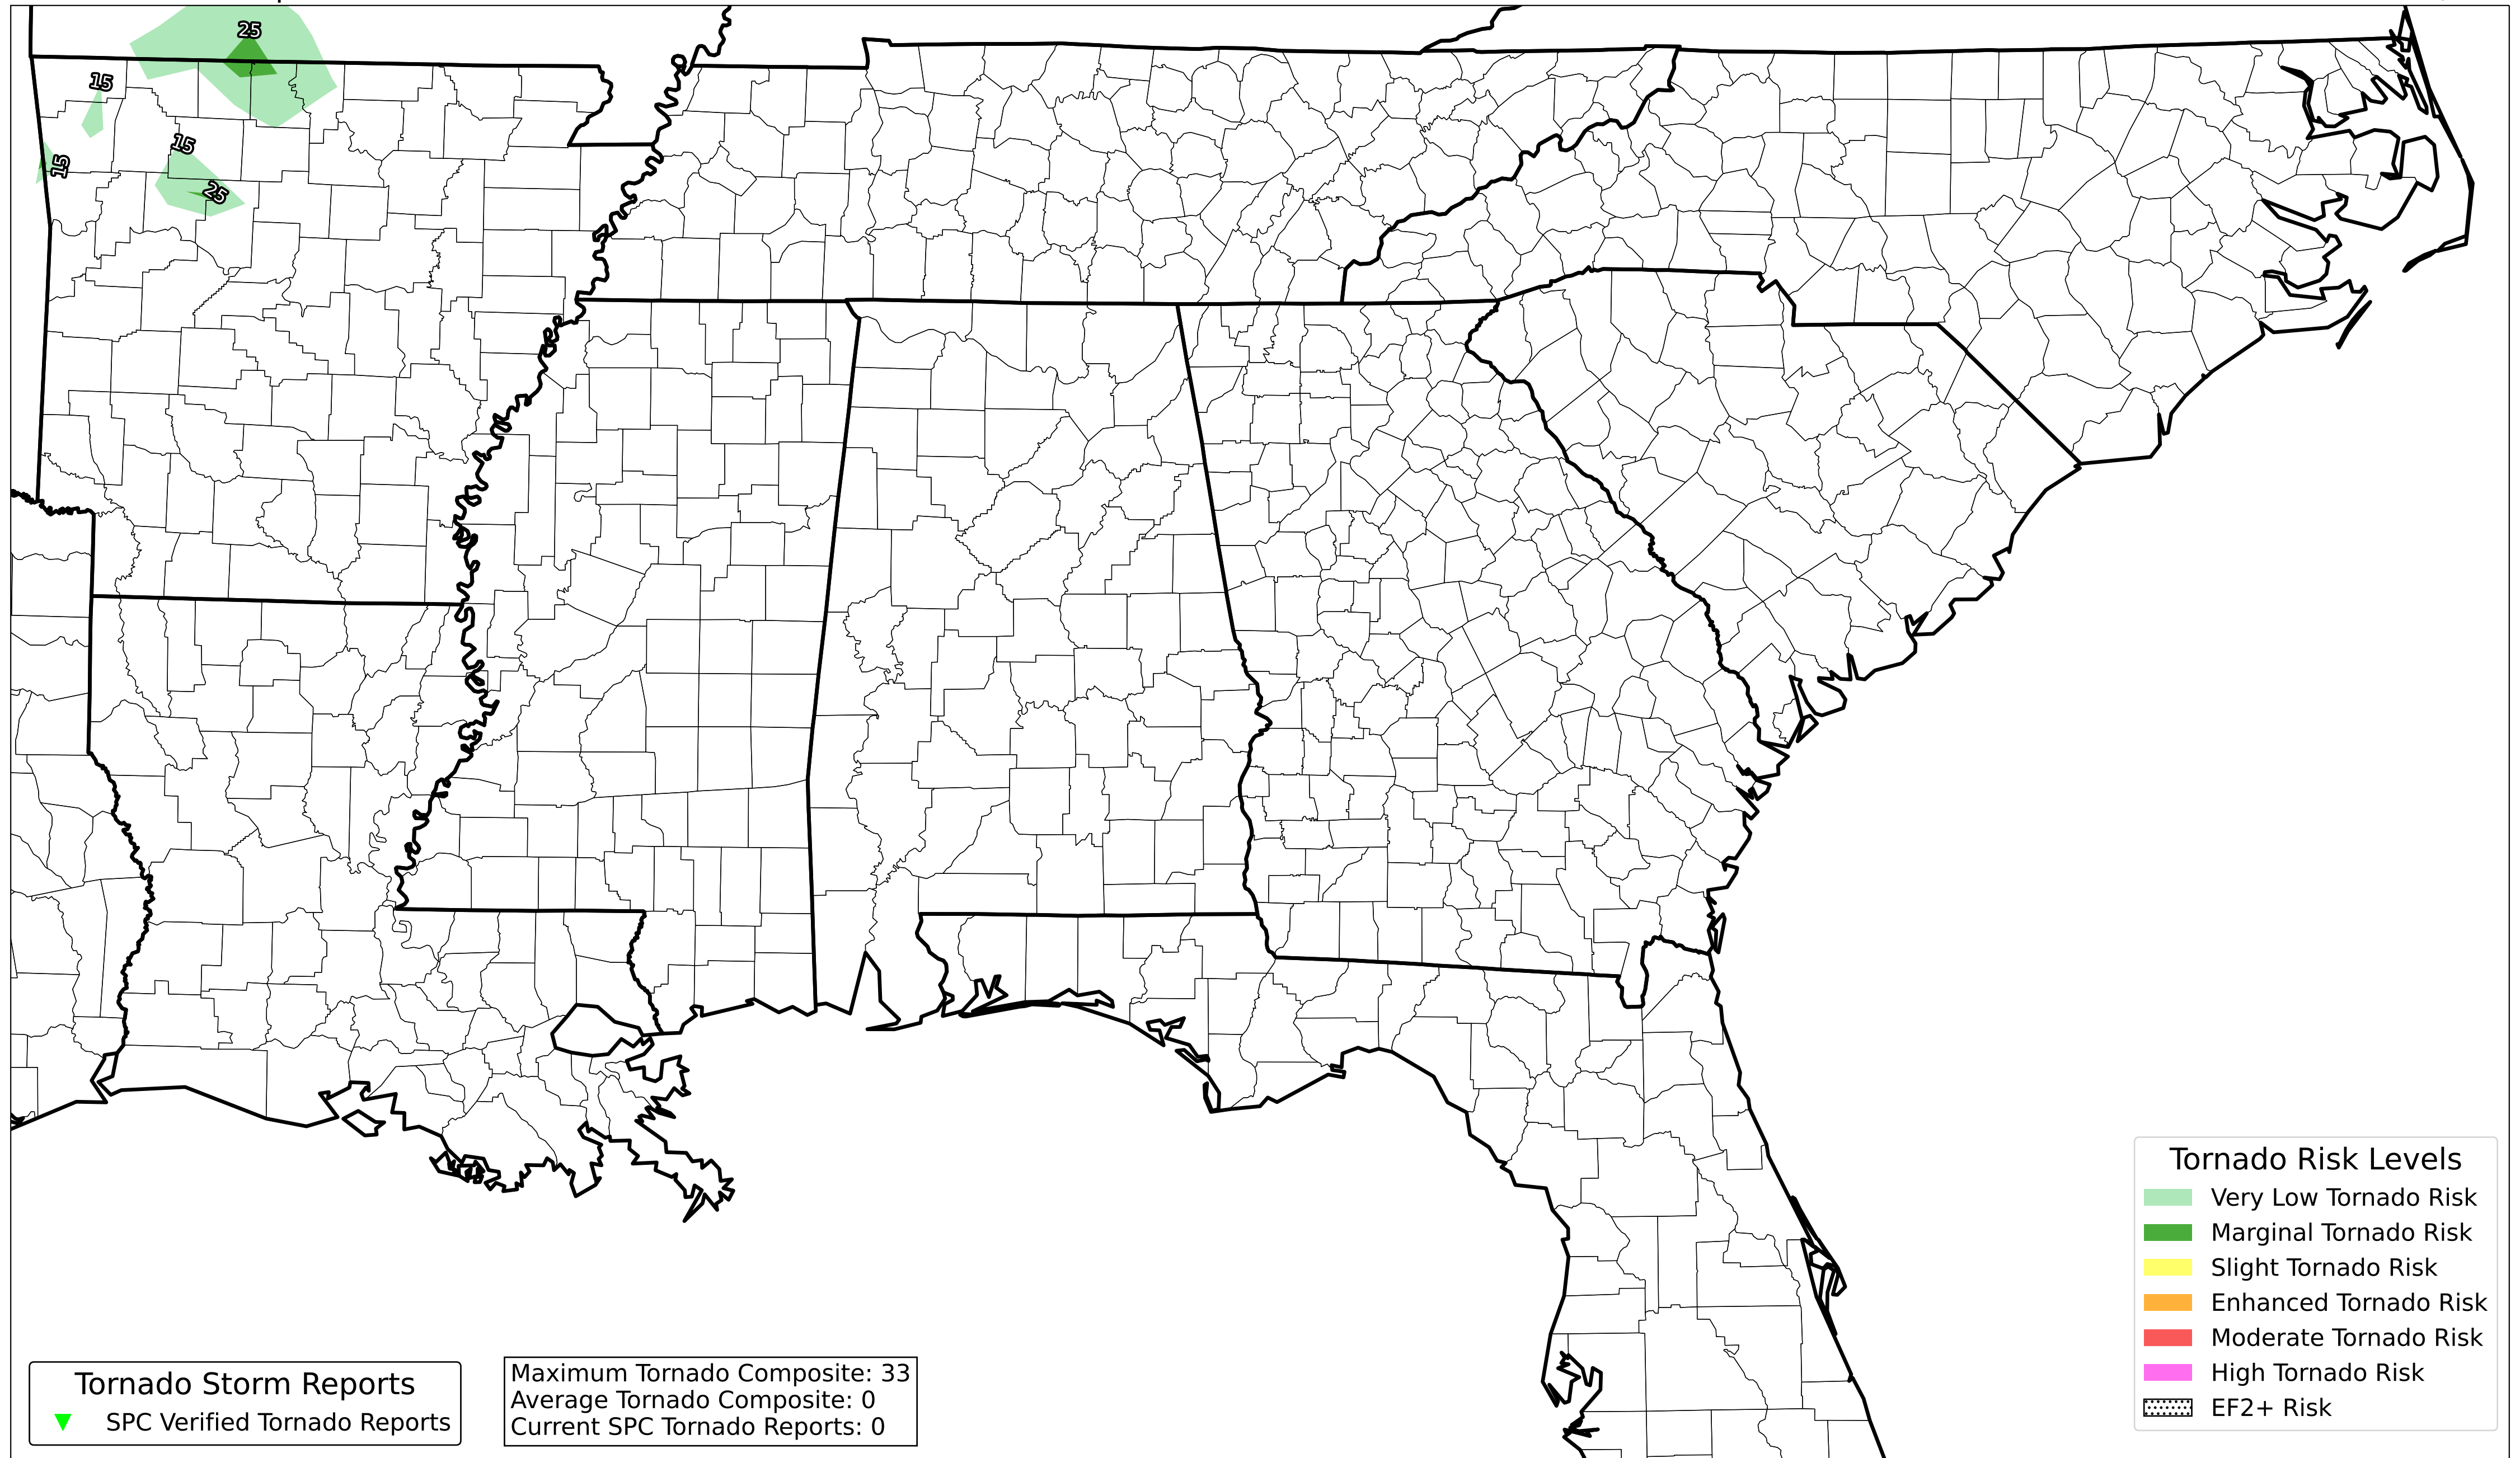 25
15
15
15
25
Tornado Risk Levels
Very Low Tornado Risk
Marginal Tornado Risk
Slight Tornado Risk
Enhanced Tornado Risk
Moderate Tornado Risk
High Tornado Risk
EF2+ Risk
Tornado Storm Reports
SPC Verified Tornado Reports
Maximum Tornado Composite: 33
Average Tornado Composite: 0
Current SPC Tornado Reports: 0